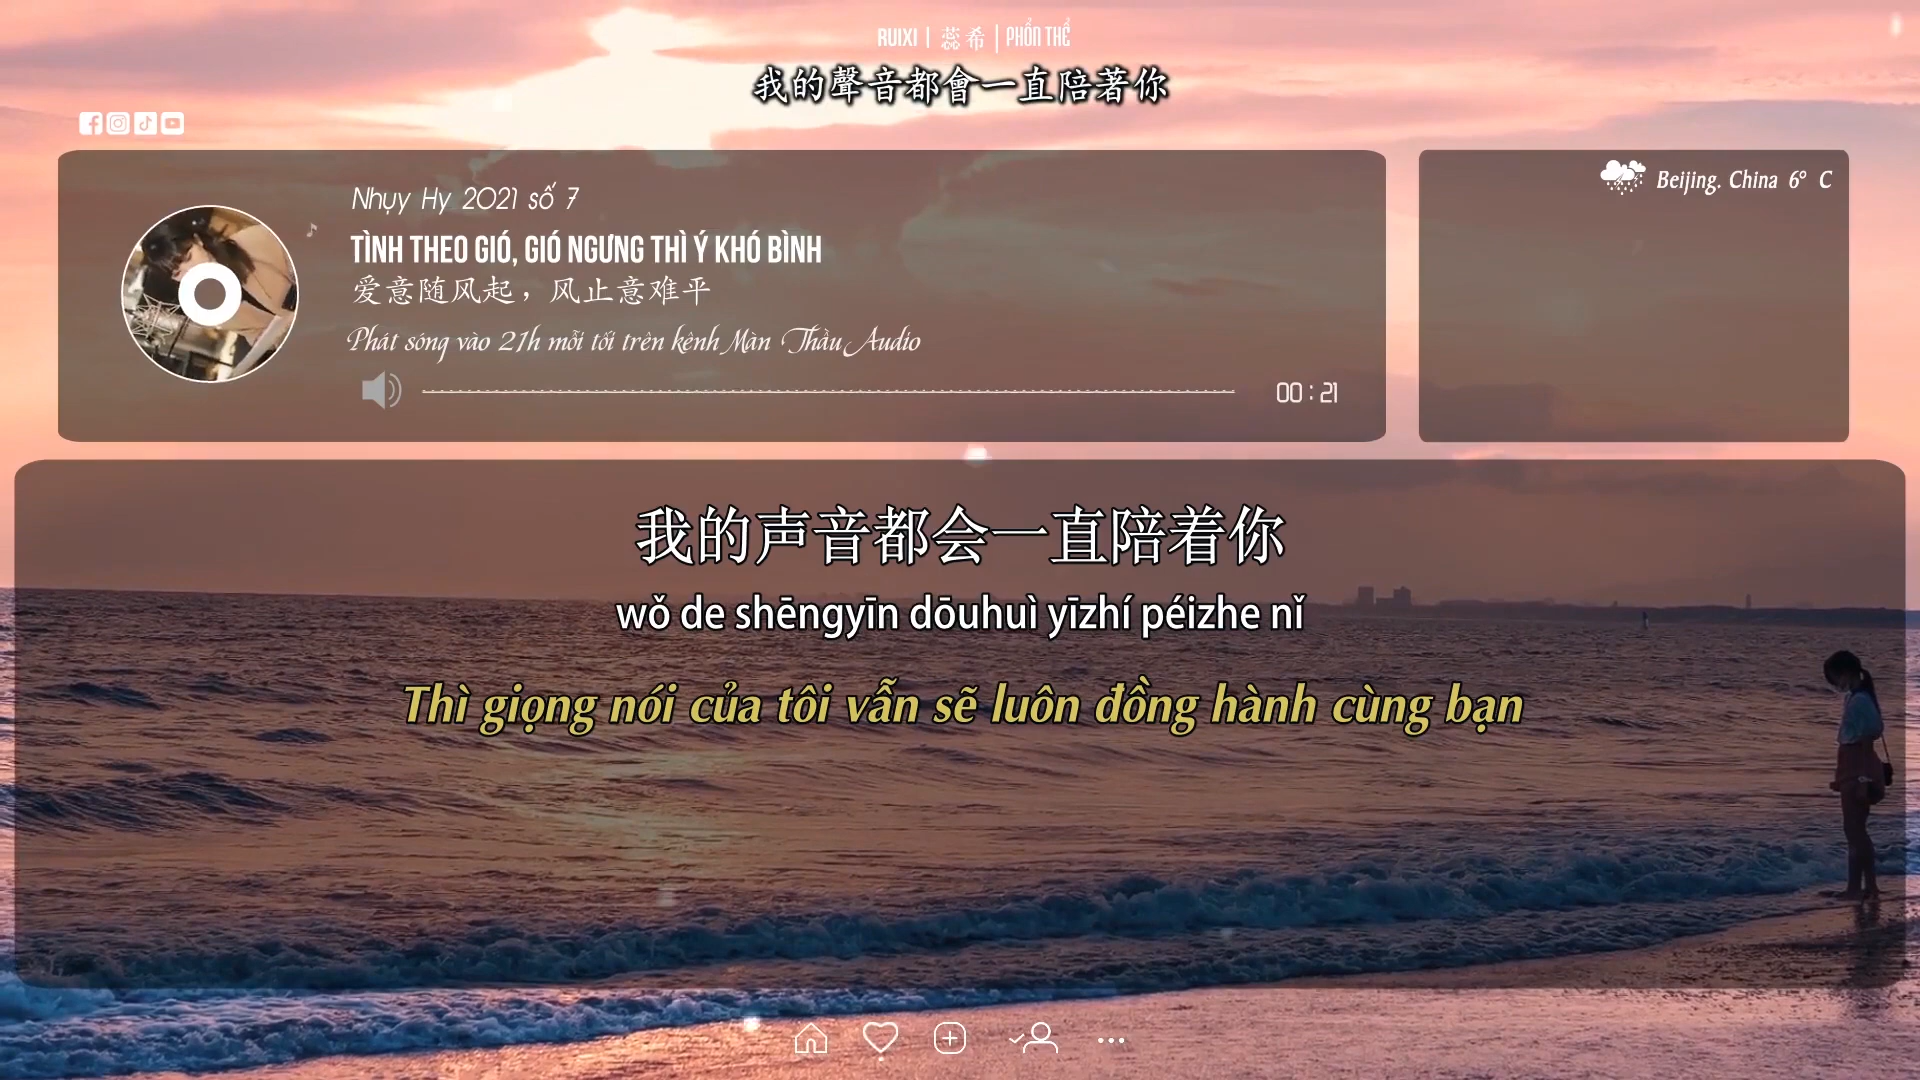 RUIXI | 蕊希 | PHỒN THỂ
我的聲音都會一直陪著你
Nhụy Hy 2021 số 7
TÌNH THEO GIÓ, GIÓ NGƯNG THÌ Ý KHÓ BÌNH
爱意随风起，风止意难平
Phát sóng vào 21h mỗi tối trên kênh Màn Thầu Audio
00 : 21
Beijing. China 6° C
我的声音都会一直陪着你
wǒ de shēngyīn dōuhuì yīzhí péizhe nǐ
Thì giọng nói của tôi vẫn sẽ luôn đồng hành cùng bạn